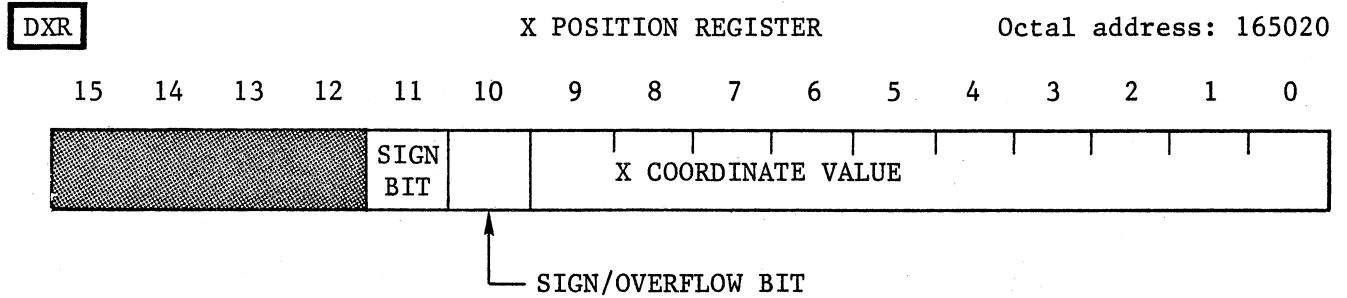 DXR X POSITION REGISTER Octal address: 165020
15 14 13 12 11 10 9 8 7 6 5 4 3 2 1 0
SIGN
BIT
X COORDINATE VALUE
SIGN/OVERFLOW BIT